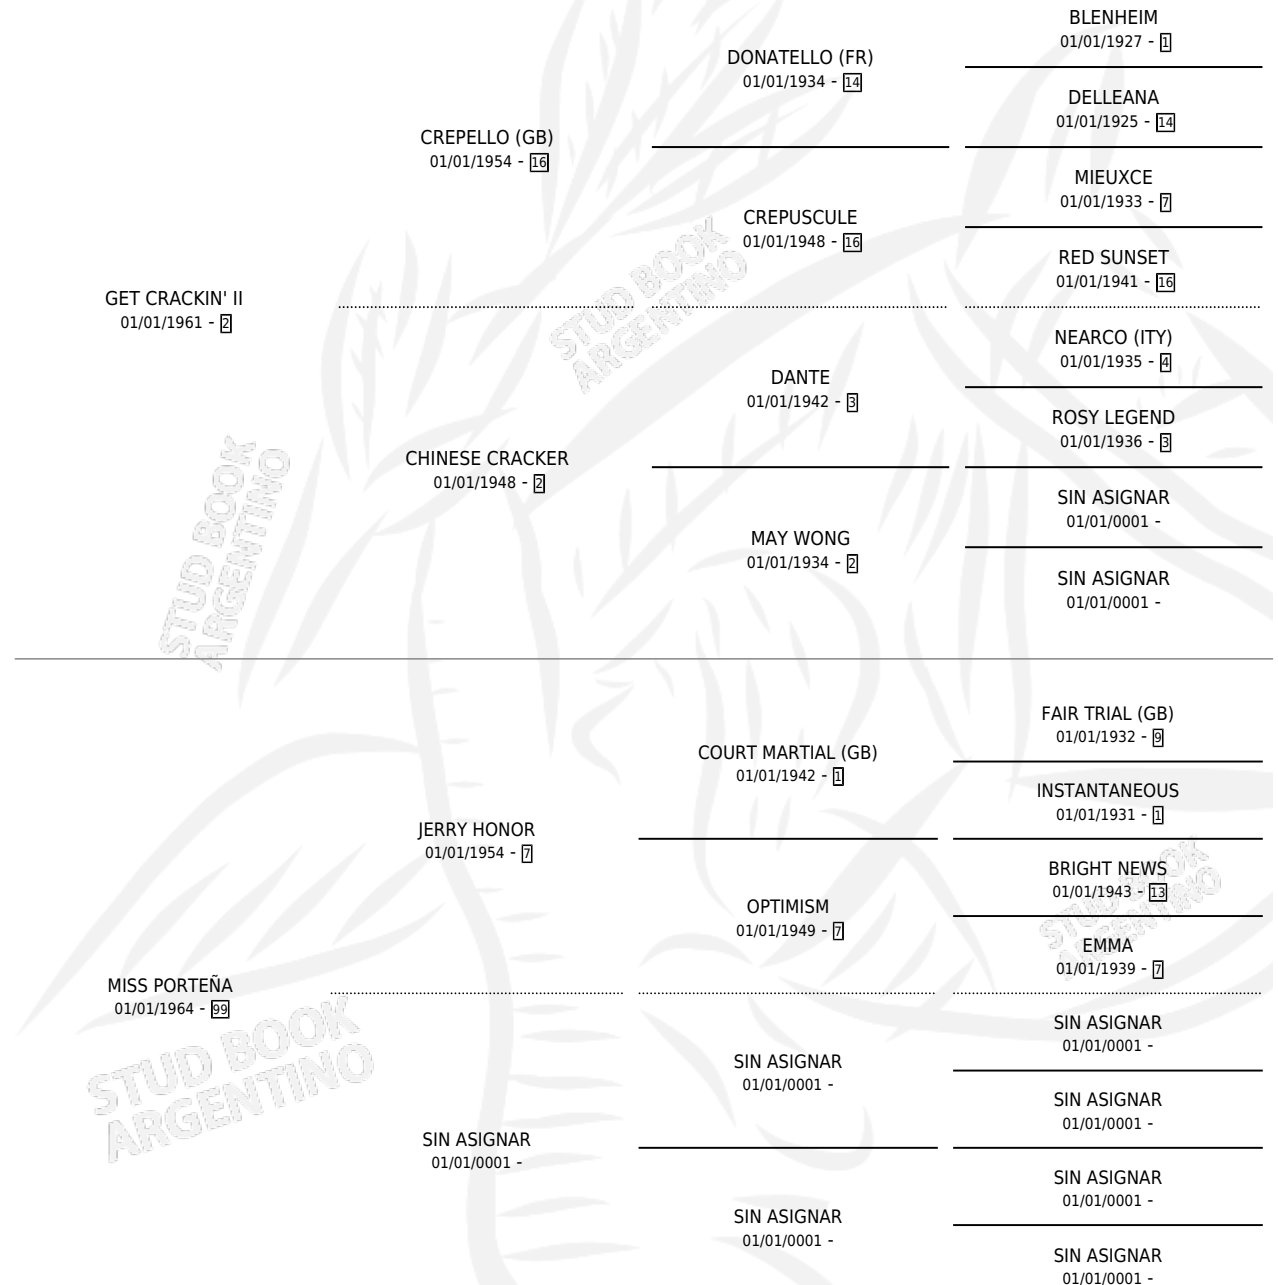 BLENHEIM
01/01/1927 - 1
DONATELLO (FR)
01/01/1934 - 14
DELLEANA
01/01/1925 - 14
CREPELLO (GB)
01/01/1954 - 16
MIEUXCE
01/01/1933 - 7
CREPUSCULE
01/01/1948 - 16
RED SUNSET
01/01/1941 - 16
GET CRACKIN' II
01/01/1961 - 2
NEARCO (ITY)
01/01/1935 - 4
DANTE
01/01/1942 - 3
ROSY LEGEND
01/01/1936 - 3
CHINESE CRACKER
01/01/1948 - 2
SIN ASIGNAR
01/01/0001 -
MAY WONG
01/01/1934 - 2
SIN ASIGNAR
01/01/0001 -
FAIR TRIAL (GB)
01/01/1932 - 9
COURT MARTIAL (GB)
01/01/1942 - 1
INSTANTANEOUS
01/01/1931 - 1
JERRY HONOR
01/01/1954 - 7
BRIGHT NEWS
01/01/1943 - 13
OPTIMISM
01/01/1949 - 7
EMMA
01/01/1939 - 7
MISS PORTEÑA
01/01/1964 - 99
SIN ASIGNAR
01/01/0001 -
SIN ASIGNAR
01/01/0001 -
SIN ASIGNAR
01/01/0001 -
SIN ASIGNAR
01/01/0001 -
SIN ASIGNAR
01/01/0001 -
SIN ASIGNAR
01/01/0001 -
SIN ASIGNAR
01/01/0001 -
STUD BOOK
ARGENTINO
STUD BOOK
ARGENTINO
STUD BOOK
ARGENTINO
STUD BOOK
ARGENTINO